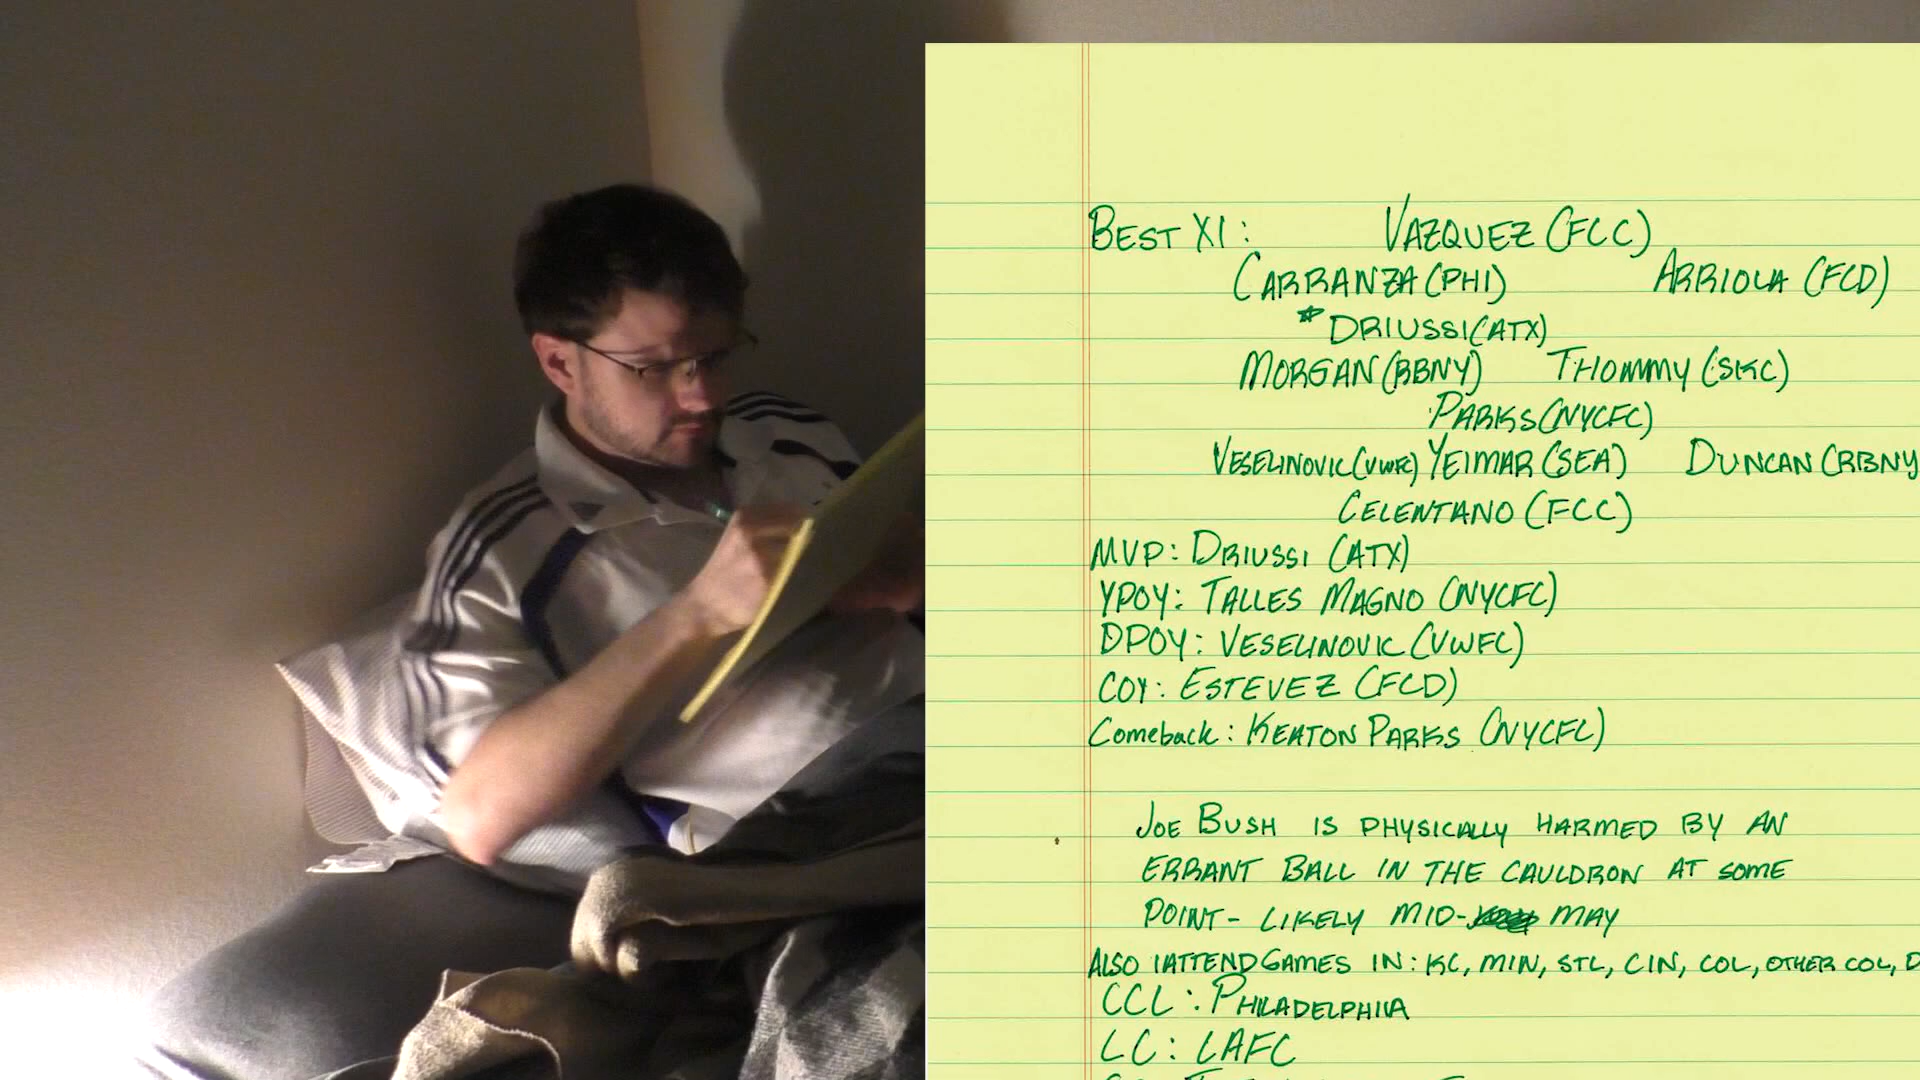 BEST XI: VAZQUEZ (FCC)
CARRANZA (PHI) ARRIOLA (FCD)
*DRIUSSI (ATX)
MORGAN (RBNY) THOMMY (SKC)
PARKS (NYCFC)
VESELINOVIC (VWFC) YEIMAR (SEA) DUNCAN (RBNY
CELENTANO (FCC)
MVP: DRIUSSI (ATX)
YPOY: TALLES MAGNO (NYCFC)
DPOY: VESELINOVIC (VWFC)
COY: ESTEVEZ (FCD)
Comeback: KEATON PARKS (NYCFC)
JOE BUSH IS PHYSICALLY HARMED BY AN
ERRANT BALL IN THE CAULDRON AT SOME
POINT - LIKELY MID- MAY
ALSO I ATTEND GAMES IN: KC, MIN, STL, CIN, COL, OTHER COL, D
CCL: PHILADELPHIA
LC: LAFC